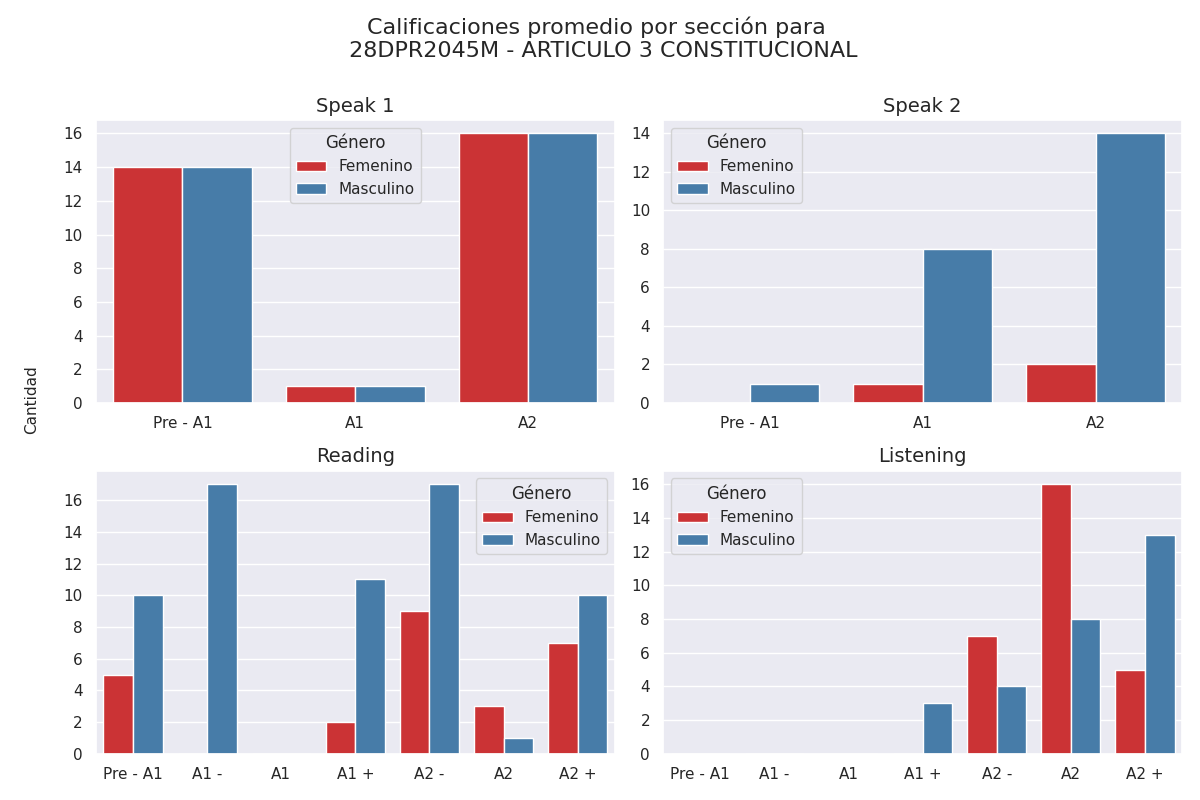 Calificaciones promedio por sección para
28DPR2045M - ARTICULO 3 CONSTITUCIONAL
Cantidad
Speak 1
16
14
12
10
8
6
4
2
0
Género
Femenino
Masculino
Pre - A1 A1 A2
Speak 2
14
12
10
8
6
4
2
0
Género
Femenino
Masculino
Pre - A1 A1 A2
Reading
16
14
12
10
8
6
4
2
0
Género
Femenino
Masculino
Pre - A1 A1 - A1 A1 + A2 - A2 A2 +
Listening
16
14
12
10
8
6
4
2
0
Género
Femenino
Masculino
Pre - A1 A1 - A1 A1 + A2 - A2 A2 +